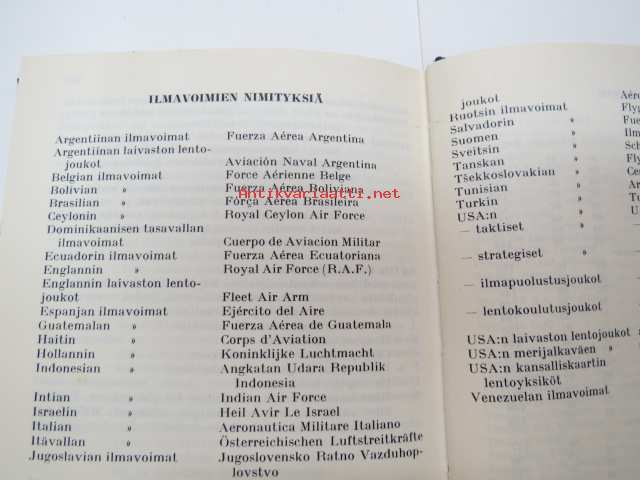 ILMAVOIMIEN NIMITYKSIÄ
Argentiinan ilmavoimat Fuerza Aérea Argentina
Argentiinan laivaston lento-
joukot Aviación Naval Argentina
Belgian ilmavoimat Force Aérienne Belge
Bolivian » Fuerza Aérea Boliviana
Antikvariaatti.net
Brasilian » Fôrça Aérea Brasileira
Ceylonin » Royal Ceylon Air Force
Dominikaanisen tasavallan
ilmavoimat Cuerpo de Aviacion Militar
Ecuadorin ilmavoimat Fuerza Aérea Ecuatoriana
Englannin » Royal Air Force (R.A.F.)
Englannin laivaston lento-
joukot Fleet Air Arm
Espanjan ilmavoimat Ejército del Aire
Guatemalan » Fuerza Aérea de Guatemala
Haitin » Corps d'Aviation
Hollannin » Koninklijke Luchtmacht
Indonesian » Angkatan Udara Republik
Indonesia
Intian » Indian Air Force
Israelin » Heil Avir Le Israel
Italian » Aeronautica Militare Italiano
Itävallan » Österreichischen Luftstreitkräfte
Jugoslavian ilmavoimat Jugoslovensko Ratno Vazduhop-
lovstvo
joukot
Ruotsin ilmavoimat
Salvadorin »
Suomen »
Sveitsin »
Tanskan »
Tšekkoslovakian »
Tunisian »
Turkin »
USA:n »
— taktiset »
— strategiset »
— ilmapuolustusjoukot
— lentokoulutusjoukot
USA:n laivaston lentojoukot
USA:n merijalkaväen »
USA:n kansalliskaartin
lentoyksiköt
Venezuelan ilmavoimat